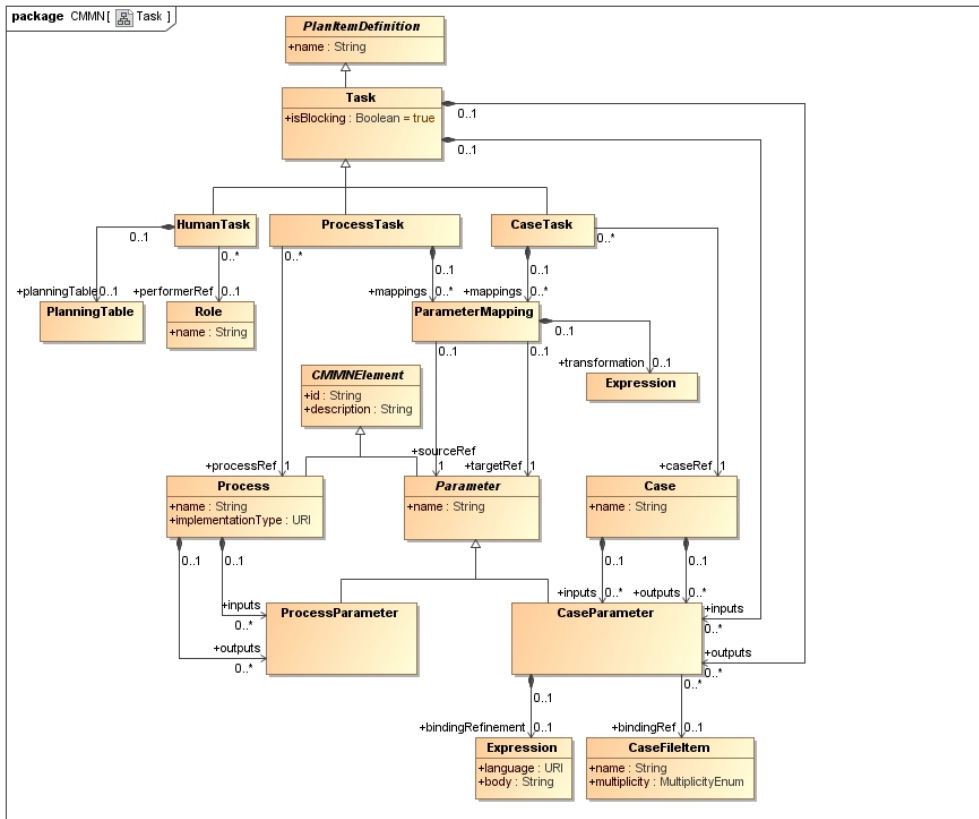 package CMMN [ Task ]
PlanItemDefinition
+name : String
Task
+isBlocking : Boolean = true
0..1
0..1
HumanTask
ProcessTask
CaseTask
0..1
0..*
0..*
0..1
0..1
0..*
+planningTable 0..1
+performerRef 0..1
+mappings 0..*
+mappings 0..*
PlanningTable
Role
+name : String
ParameterMapping
0..1
0..1
0..1
+transformation 0..1
Expression
CMMNElement
+id : String
+description : String
+processRef 1
+sourceRef
1
+targetRef 1
+caseRef 1
Process
+name : String
+implementationType : URI
Parameter
+name : String
Case
+name : String
0..1
0..1
0..1
0..1
+inputs 0..*
+outputs 0..*
ProcessParameter
CaseParameter
+inputs
0..*
+outputs
0..*
+inputs
0..*
+outputs
0..*
0..1
0..*
+bindingRefinement 0..1
+bindingRef 0..1
Expression
+language : URI
+body : String
CaseFileItem
+name : String
+multiplicity : MultiplicityEnum